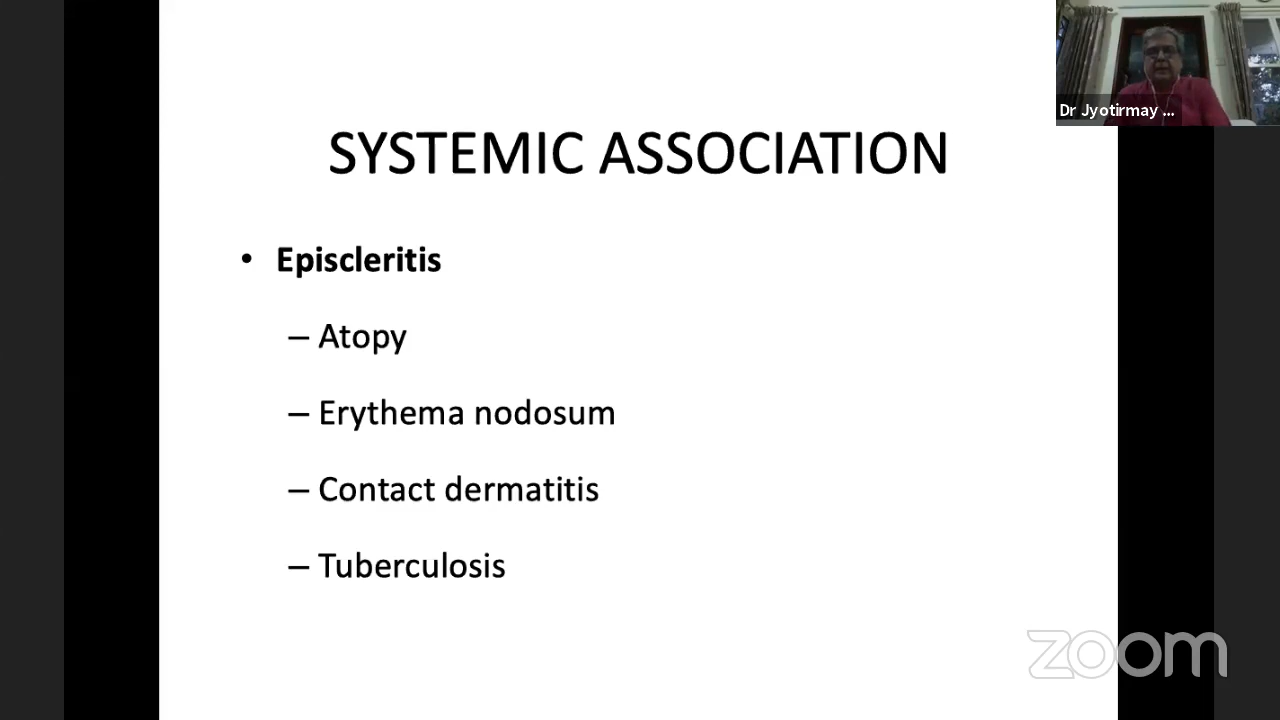 Dr Jyotirmay ...
SYSTEMIC ASSOCIATION
• Episcleritis
– Atopy
– Erythema nodosum
– Contact dermatitis
– Tuberculosis
zoom